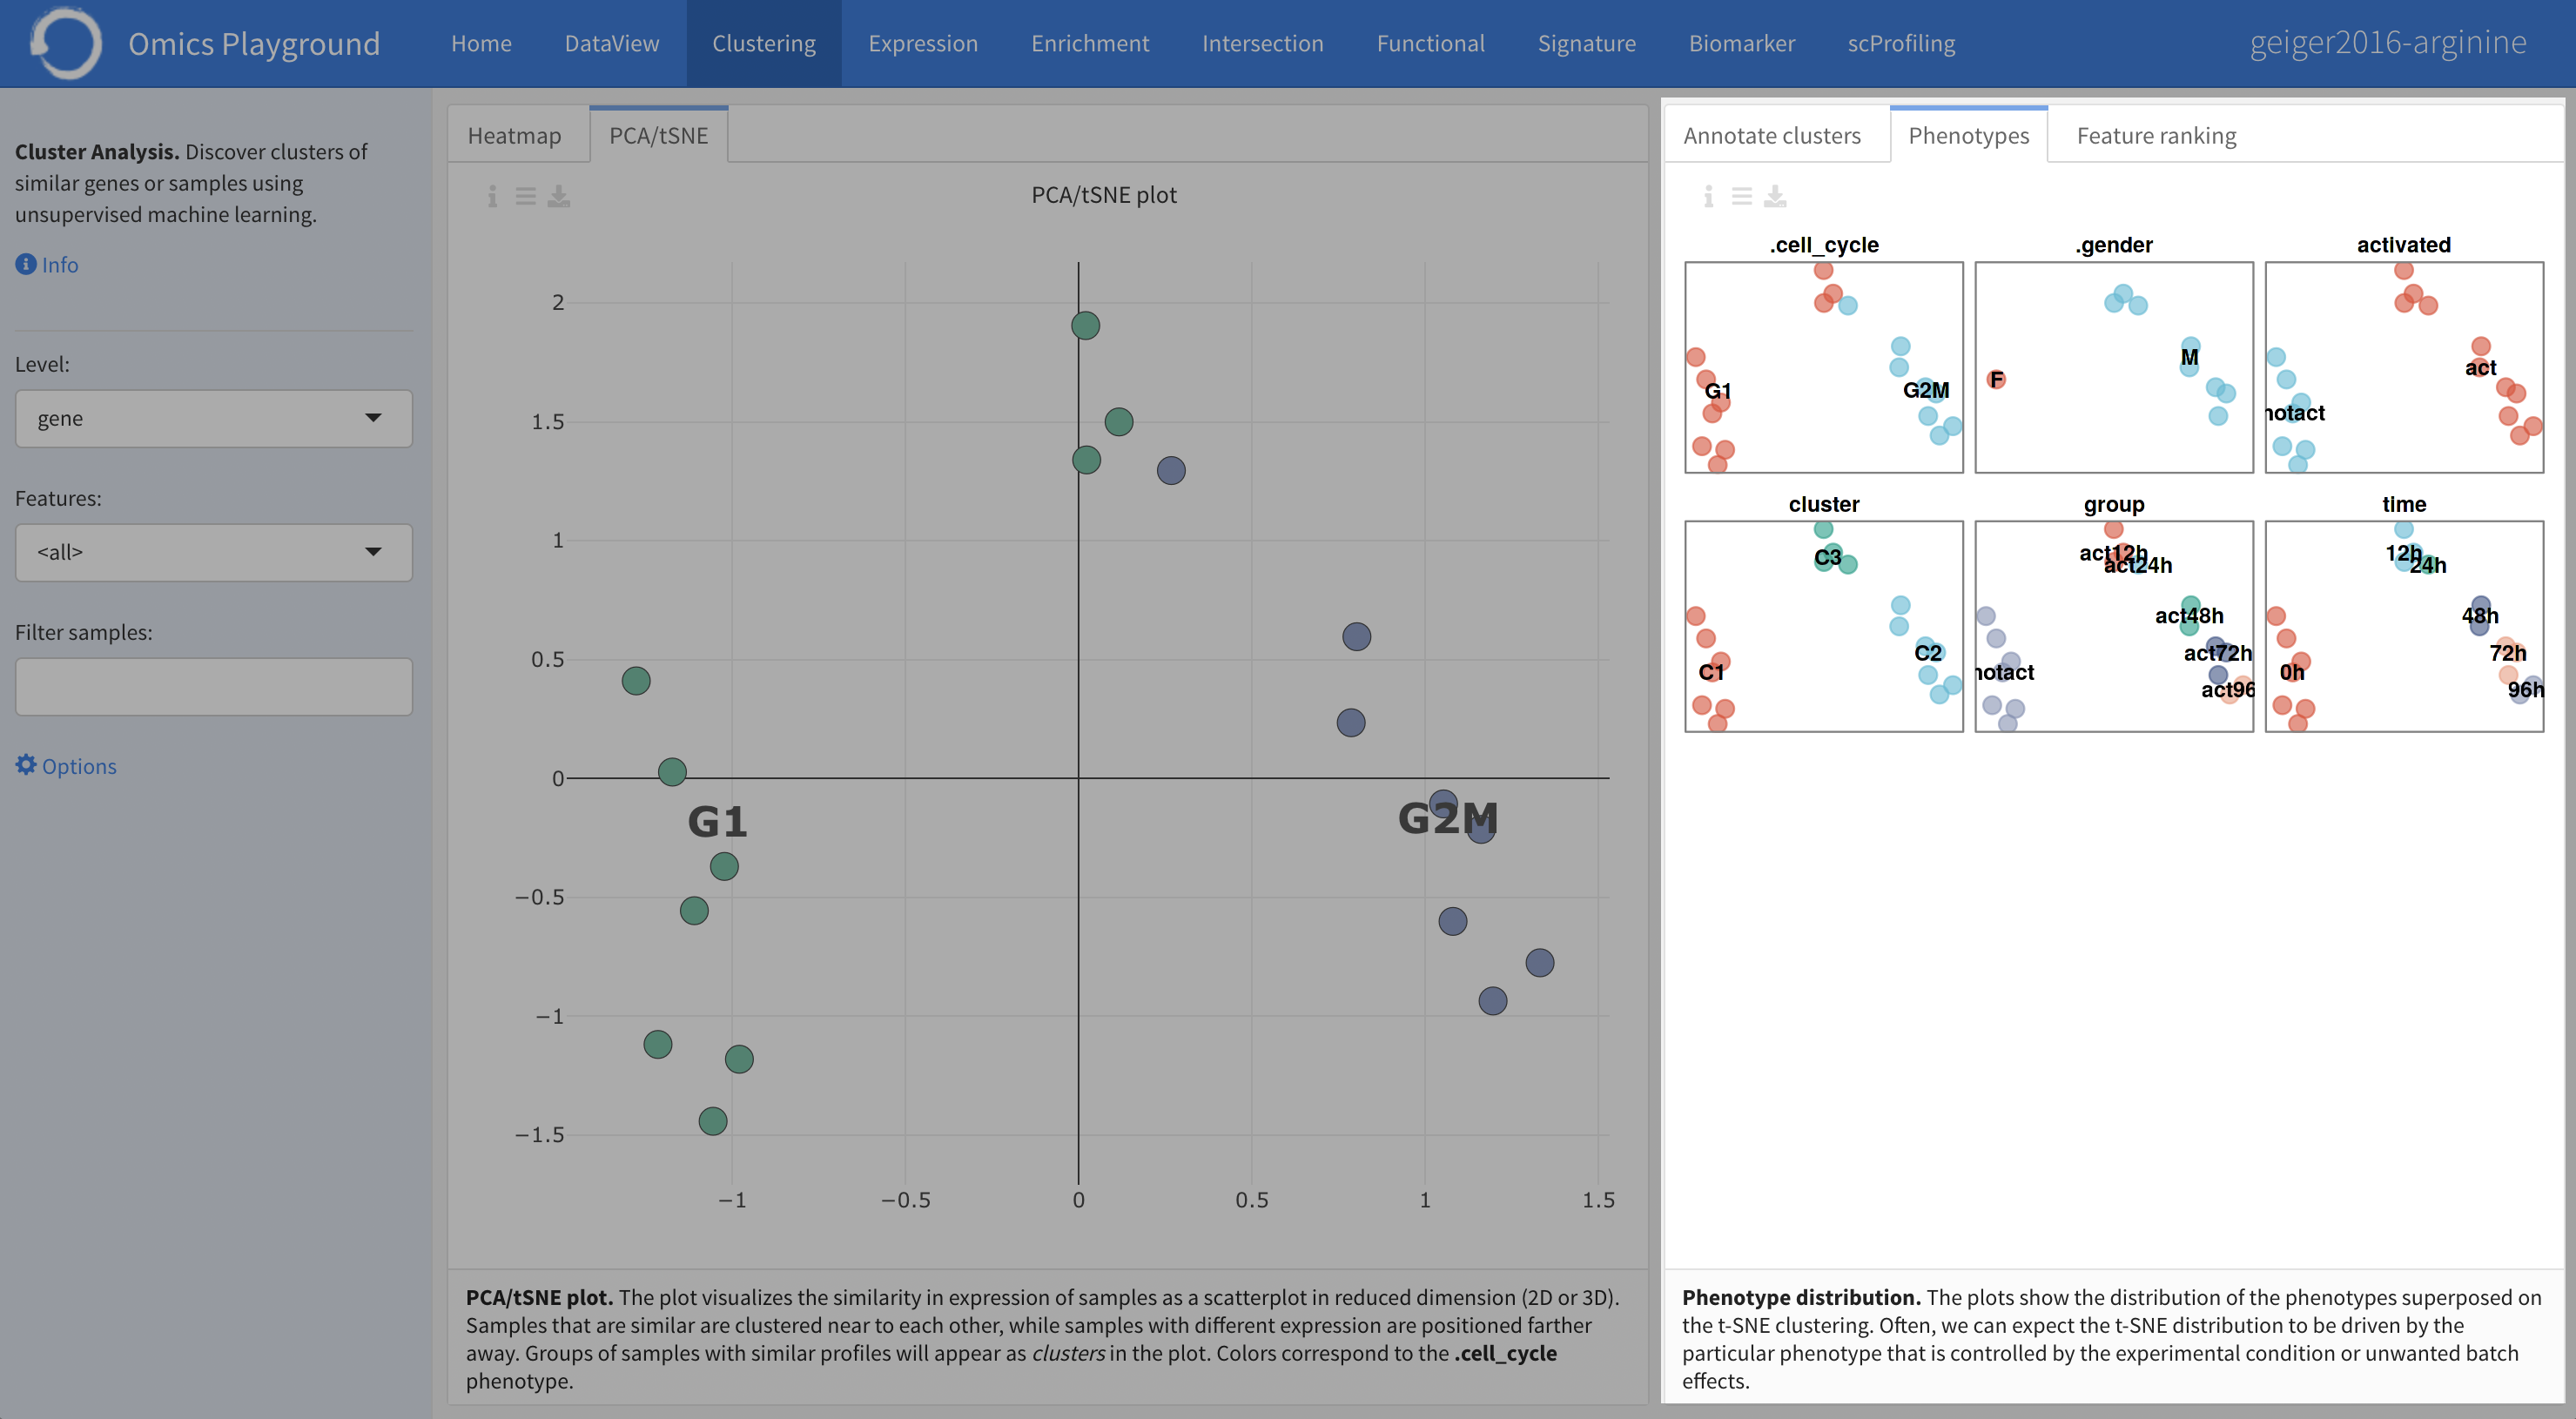 Omics Playground
Home DataView Clustering Expression Enrichment Intersection Functional Signature Biomarker scProfiling
geiger2016-arginine
Cluster Analysis. Discover clusters of
similar genes or samples using
unsupervised machine learning.
Info
Level:
gene
Features:
<all>
Filter samples:
Options
Heatmap PCA/tSNE
PCA/tSNE plot
2
1.5
1
0.5
0
−0.5
−1
−1.5
G1
G2M
−1 −0.5 0 0.5 1 1.5
PCA/tSNE plot. The plot visualizes the similarity in expression of samples as a scatterplot in reduced dimension (2D or 3D).
Samples that are similar are clustered near to each other, while samples with different expression are positioned farther
away. Groups of samples with similar profiles will appear as clusters in the plot. Colors correspond to the .cell_cycle
phenotype.
Annotate clusters Phenotypes Feature ranking
.cell_cycle .gender activated
G1 G2M
F M
notact act
cluster group time
C3
C1 C2
act12h
act24h
act48h
act72h
notact
act96
12h
24h
48h
72h
0h
96h
Phenotype distribution. The plots show the distribution of the phenotypes superposed on
the t-SNE clustering. Often, we can expect the t-SNE distribution to be driven by the
particular phenotype that is controlled by the experimental condition or unwanted batch
effects.